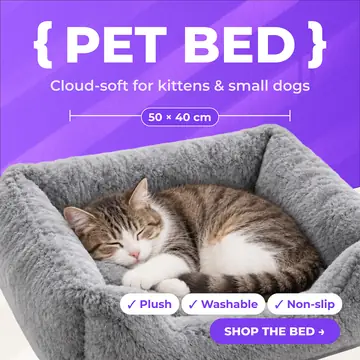 { PET BED }
Cloud-soft for kittens & small dogs
50 × 40 cm
✓ Plush ✓ Washable ✓ Non-slip
SHOP THE BED →